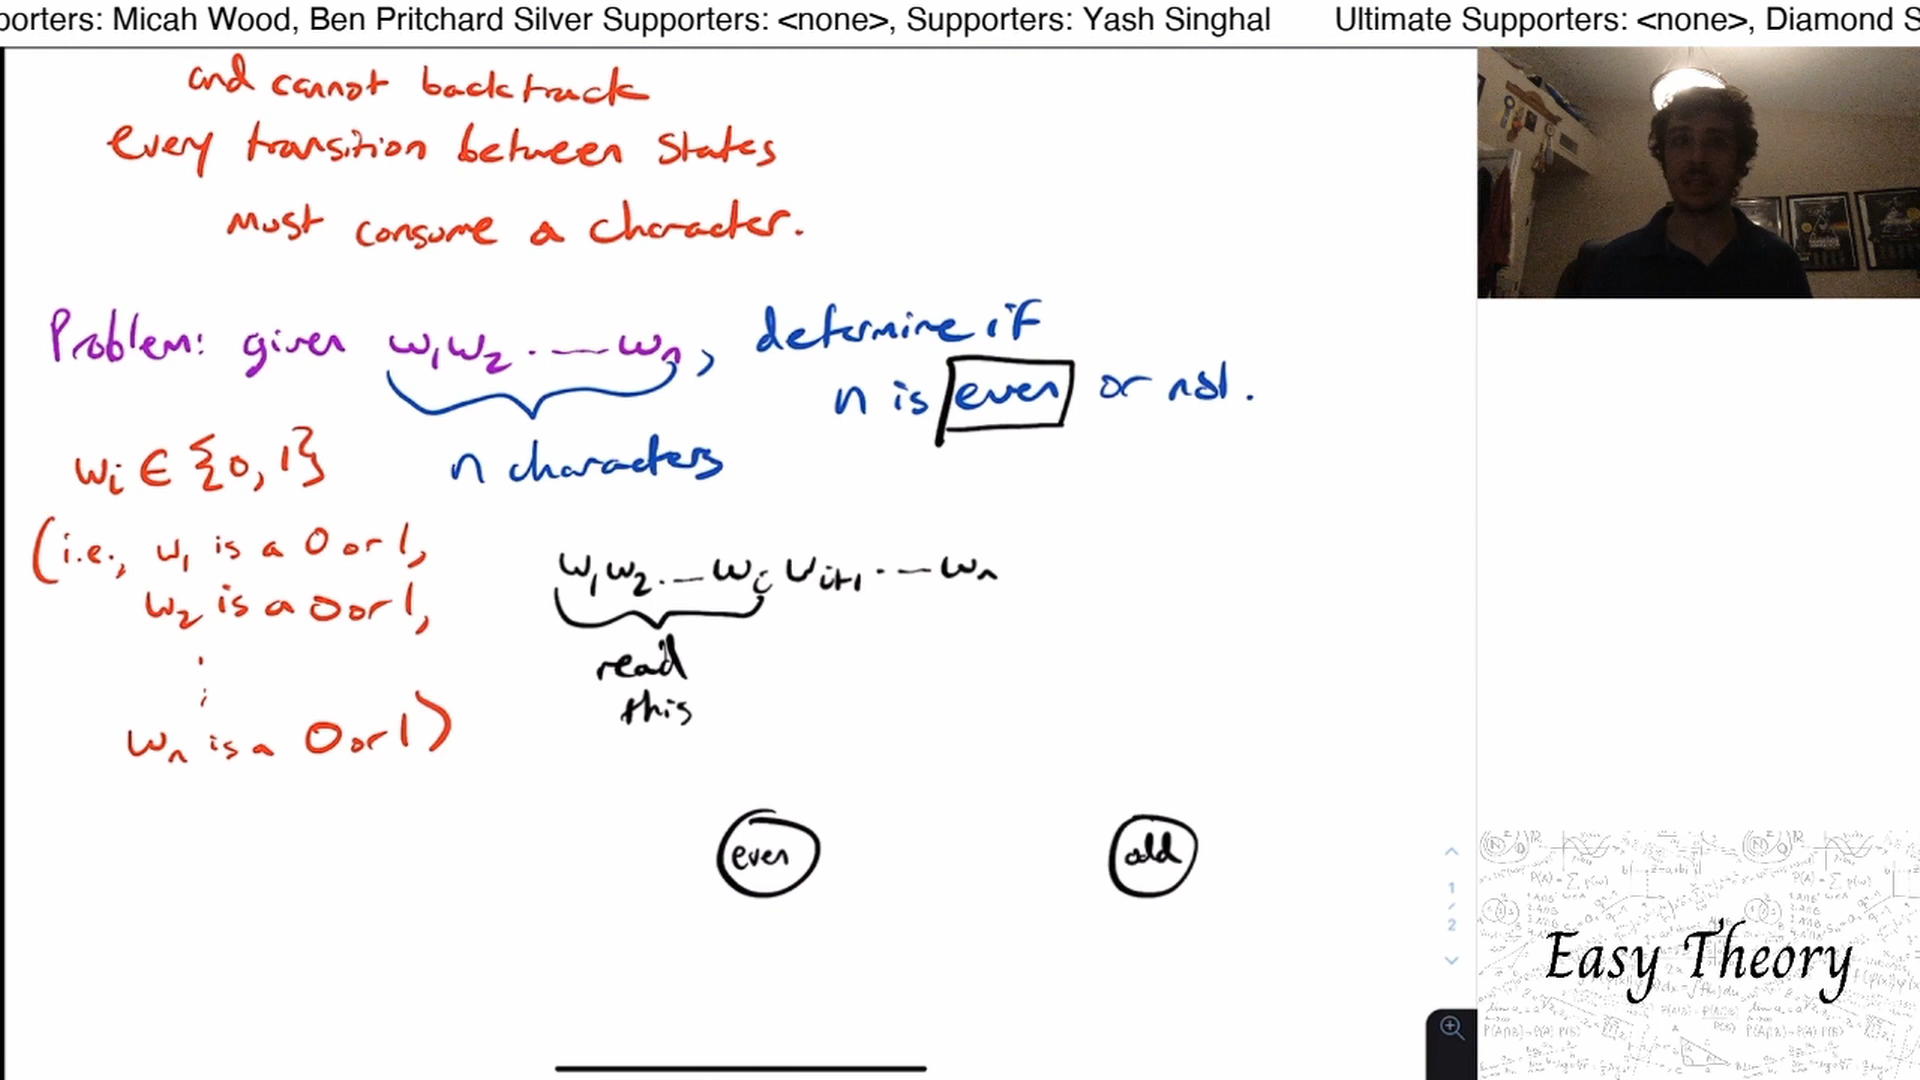 porters: Micah Wood, Ben Pritchard Silver Supporters: <none>, Supporters: Yash Singhal Ultimate Supporters: <none>, Diamond S
and cannot backtrack
every transition between states
must consume a character.
Problem: given w₁w₂...wₙ, determine if
n is even or not.
n characters
wᵢ ∈ {0, 1}
(i.e., w₁ is a 0 or 1,
w₂ is a 0 or 1,
⋮
wₙ is a 0 or 1)
w₁w₂...wᵢ wᵢ₊₁...wₙ
read
this
even odd
1
2
Easy Theory